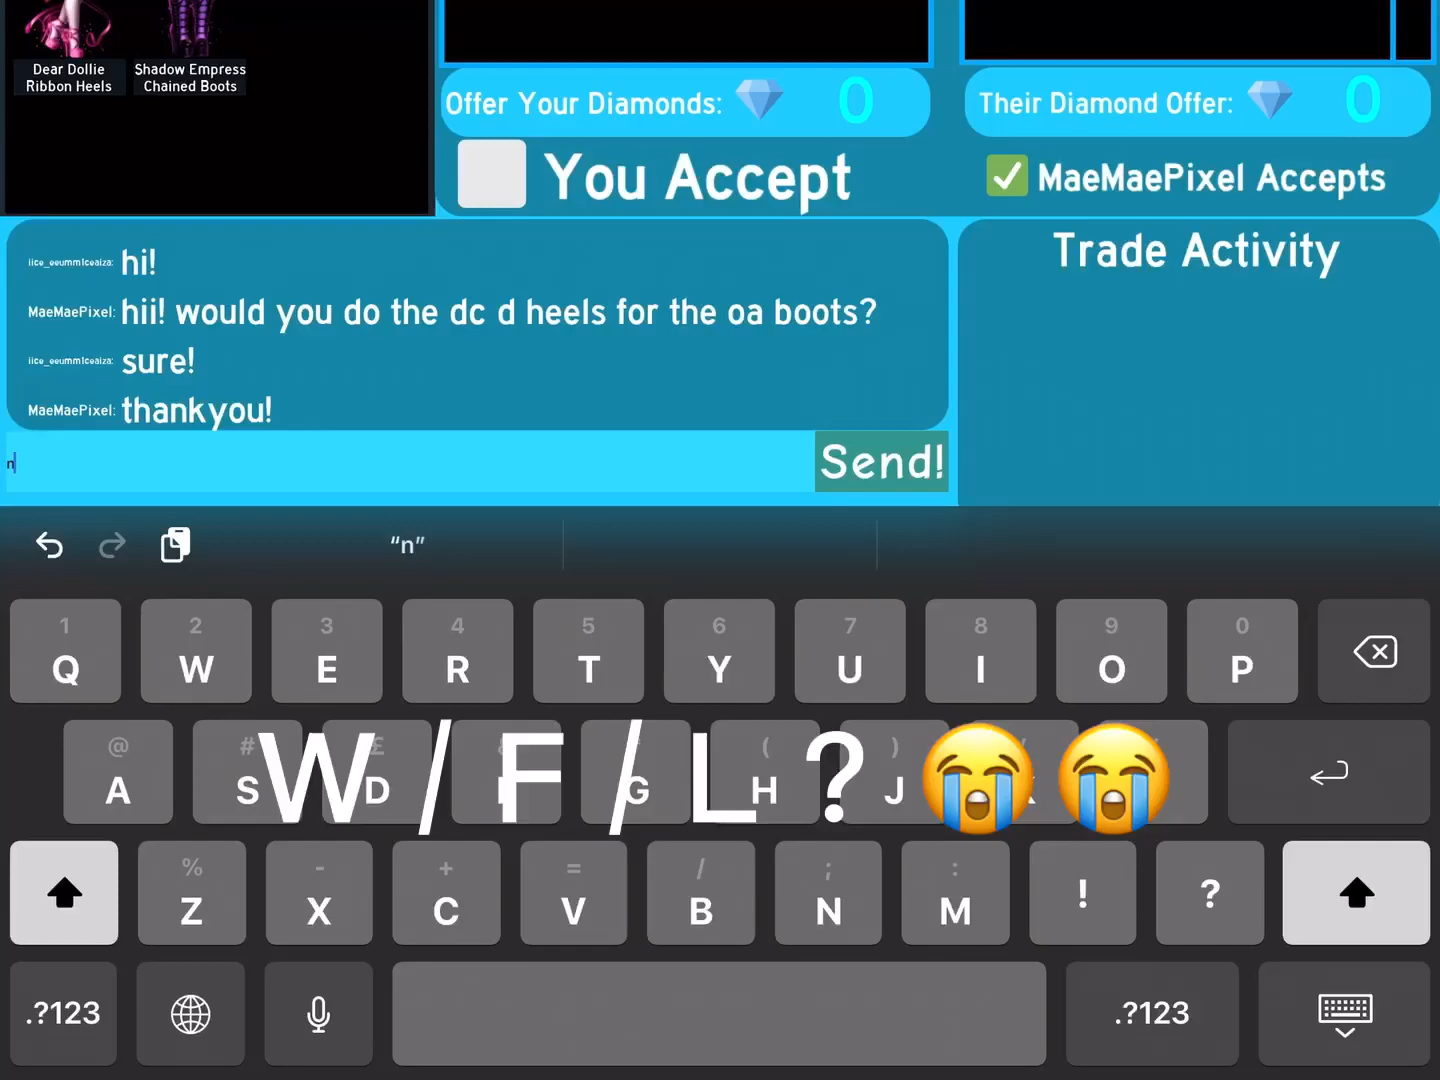 Dear Dollie
Ribbon Heels
Shadow Empress
Chained Boots
Offer Your Diamonds: 0
Their Diamond Offer: 0
You Accept
MaeMaePixel Accepts
hi!
MaeMaePixel: hii! would you do the dc d heels for the oa boots?
sure!
MaeMaePixel: thankyou!
Trade Activity
n
Send!
“n”
1 2 3 4 5 6 7 8 9 0
Q W E R T Y U I O P
@ # £ ( )
A S D G H J
W / F / L ? 😭 😭
% - + = / ; :
Z X C V B N M ! ?
.?123 .?123